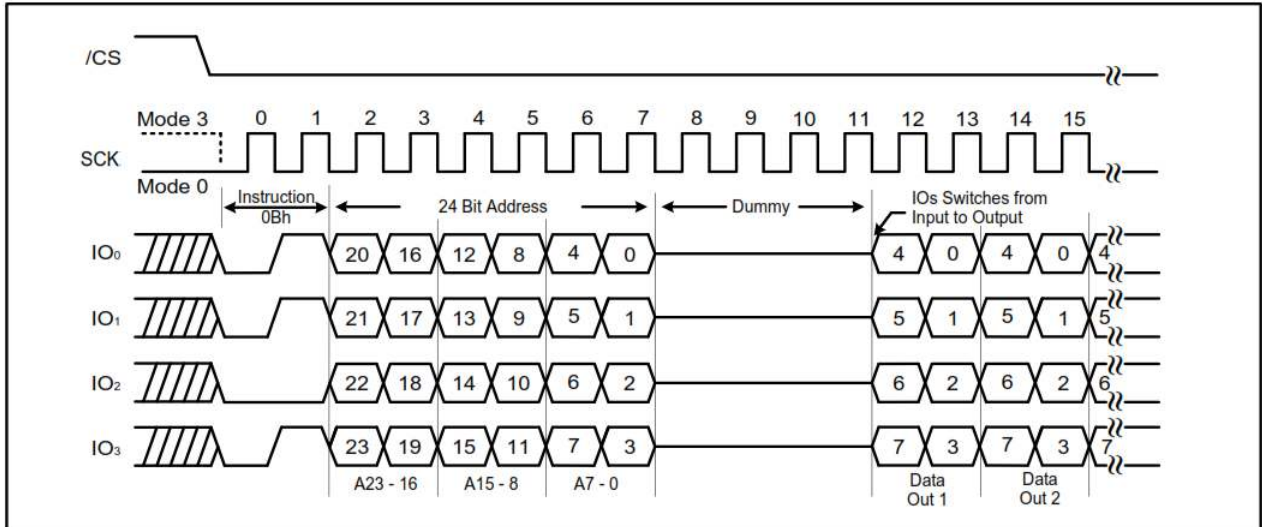 /CS
Mode 3 0 1 2 3 4 5 6 7 8 9 10 11 12 13 14 15
SCK
Mode 0
Instruction
0Bh
24 Bit Address
Dummy
IOs Switches from
Input to Output
IO₀ 20 16 12 8 4 0 4 0 4 0 4
IO₁ 21 17 13 9 5 1 5 1 5 1 5
IO₂ 22 18 14 10 6 2 6 2 6 2 6
IO₃ 23 19 15 11 7 3 7 3 7 3 7
A23 - 16 A15 - 8 A7 - 0
Data
Out 1
Data
Out 2